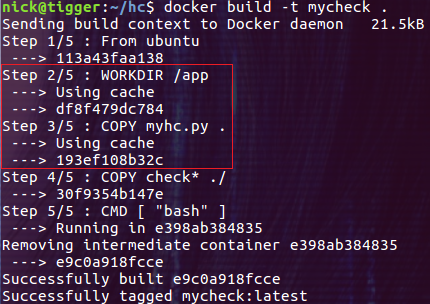 nick@tigger:~/hc$ docker build -t mycheck .
Sending build context to Docker daemon   21.5kB
Step 1/5 : From ubuntu
 ---> 113a43faa138
Step 2/5 : WORKDIR /app
 ---> Using cache
 ---> df8f479dc784
Step 3/5 : COPY myhc.py .
 ---> Using cache
 ---> 193ef108b32c
Step 4/5 : COPY check* ./
 ---> 30f9354b147e
Step 5/5 : CMD [ "bash" ]
 ---> Running in e398ab384835
Removing intermediate container e398ab384835
 ---> e9c0a918fcce
Successfully built e9c0a918fcce
Successfully tagged mycheck:latest